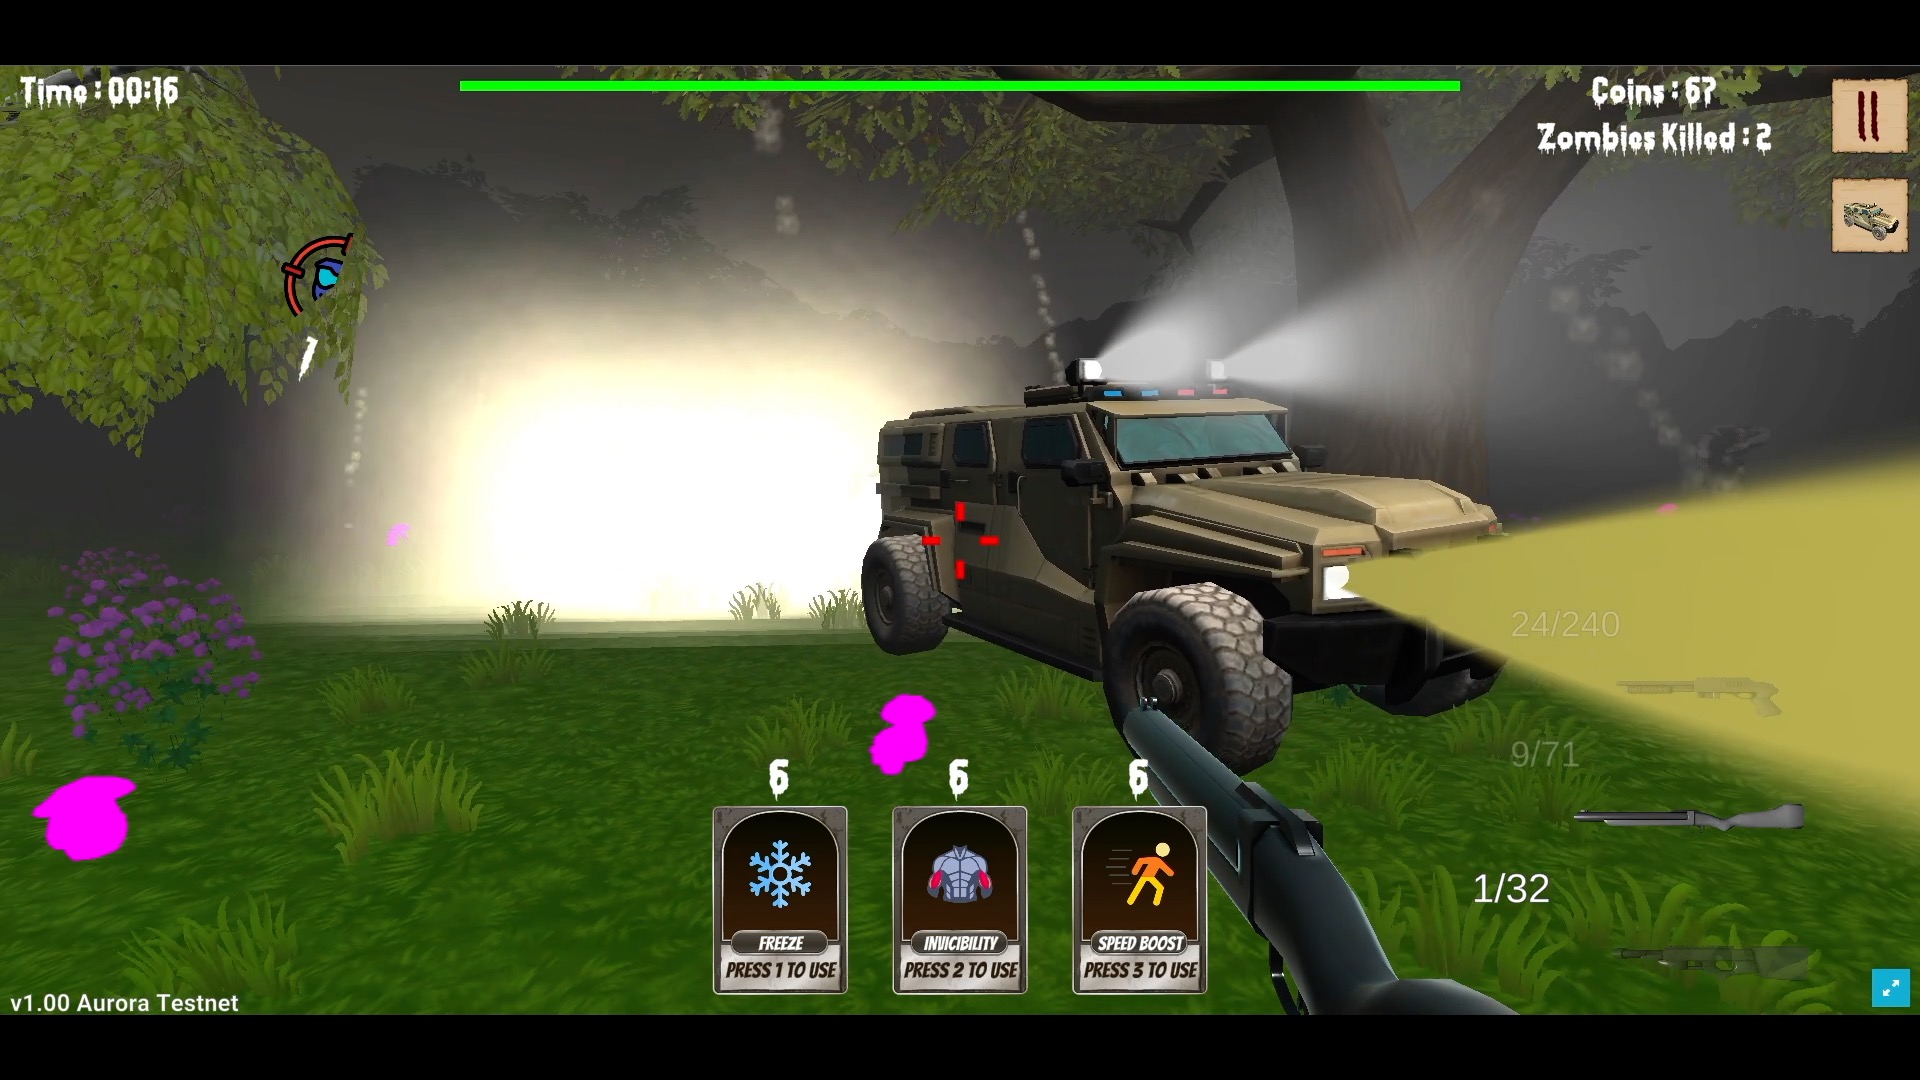 Time : 00:16
Coins : 67
Zombies Killed : 2
1
24/240
9/71
6
6
6
1/32
FREEZE
PRESS 1 TO USE
INVICIBILITY
PRESS 2 TO USE
SPEED BOOST
PRESS 3 TO USE
v1.00 Aurora Testnet